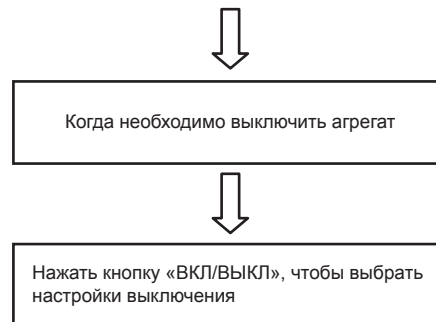 Когда необходимо выключить агрегат
Нажать кнопку «ВКЛ/ВЫКЛ», чтобы выбрать
настройки выключения